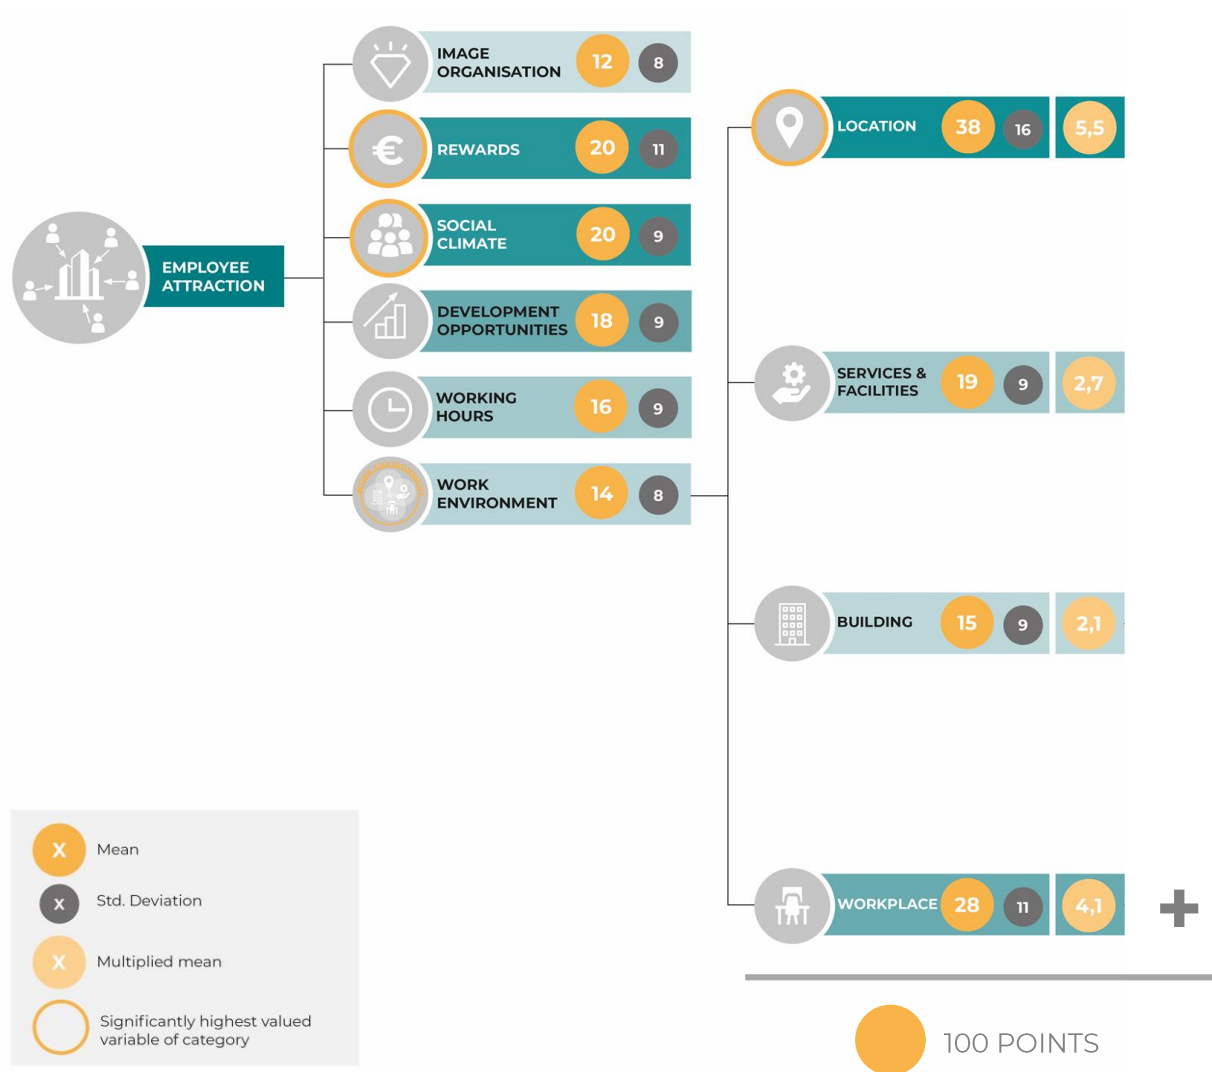 IMAGE
ORGANISATION
12
8
REWARDS
20
11
SOCIAL
CLIMATE
20
9
EMPLOYEE
ATTRACTION
DEVELOPMENT
OPPORTUNITIES
18
9
WORKING
HOURS
16
9
WORK
ENVIRONMENT
14
8
LOCATION
38
16
5,5
SERVICES &
FACILITIES
19
9
2,7
BUILDING
15
9
2,1
WORKPLACE
28
11
4,1
+
X Mean
X Std. Deviation
X Multiplied mean
Significantly highest valued
variable of category
100 POINTS